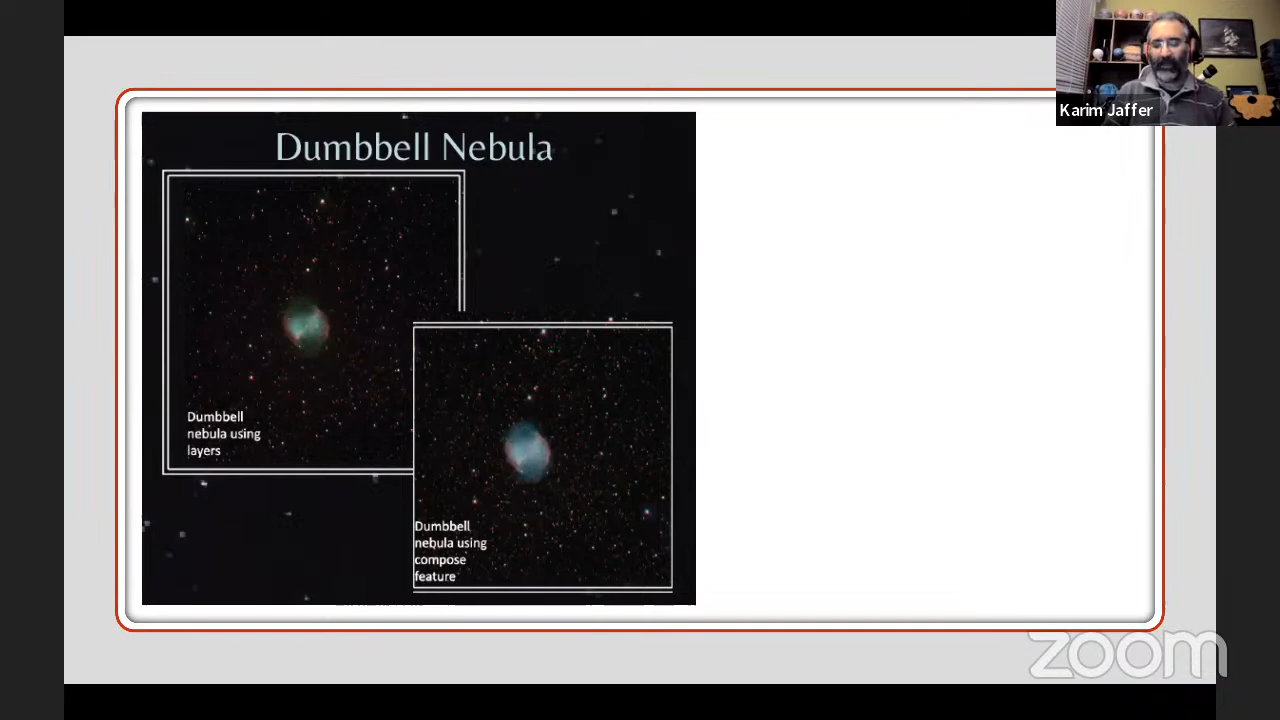 Karim Jaffer
Dumbbell Nebula
Dumbbell
nebula using
layers
Dumbbell
nebula using
compose
feature
zoom